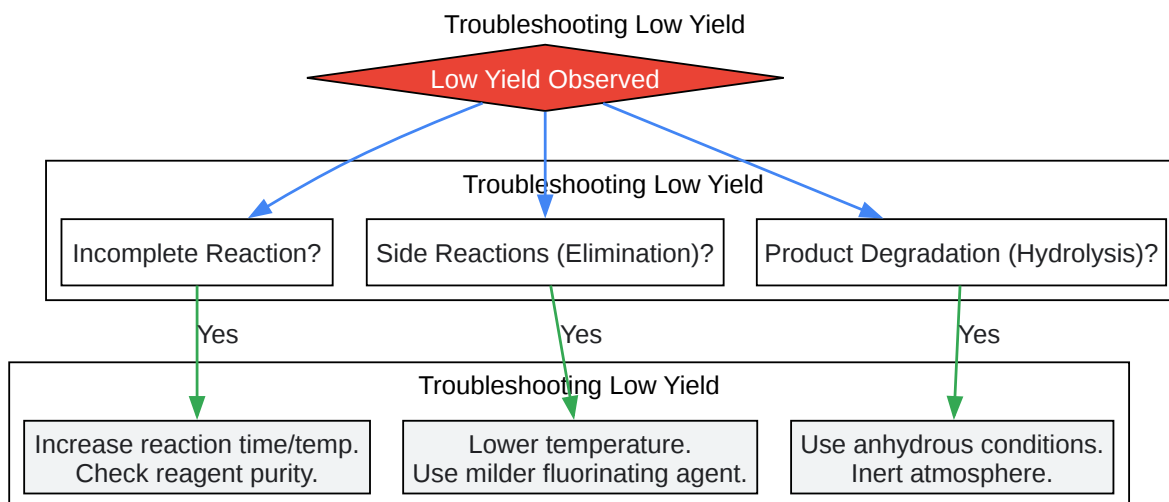 Troubleshooting Low Yield
Low Yield Observed
Troubleshooting Low Yield
Incomplete Reaction?
Side Reactions (Elimination)?
Product Degradation (Hydrolysis)?
Yes
Yes
Yes
Troubleshooting Low Yield
Increase reaction time/temp.
Check reagent purity.
Lower temperature.
Use milder fluorinating agent.
Use anhydrous conditions.
Inert atmosphere.